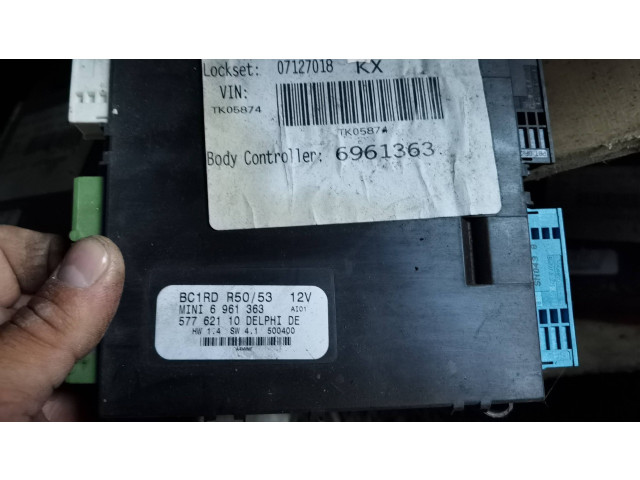 Lockset: 07127018 KX
VIN:
TK05874
TK05874
Body Controller: 6961363
BC1RD R50/53 12V
MINI 6 961 363 AI01
577 621 10 DELPHI DE
HW 1.4 SW 4.1 500400